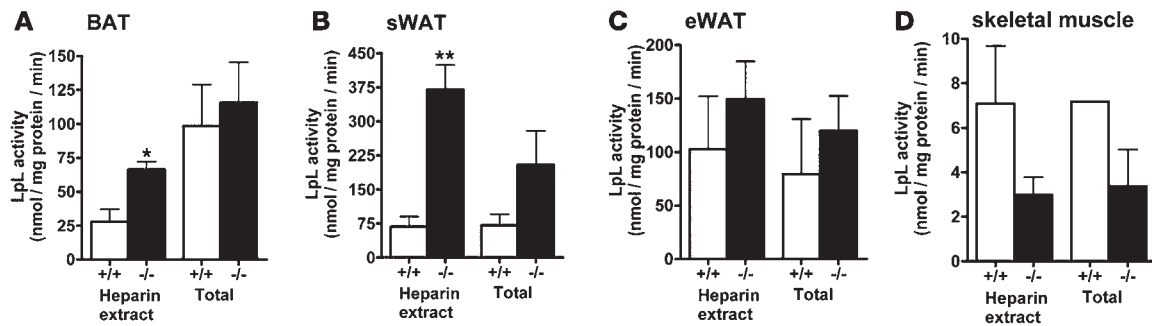 A BAT
LpL activity
(nmol / mg protein / min)
150
125
100
75
50
25
0
*
+/+ -/- +/+ -/-
Heparin Total
extract
B sWAT
LpL activity
(nmol / mg protein / min)
450
375
300
225
150
75
0
**
+/+ -/- +/+ -/-
Heparin Total
extract
C eWAT
LpL activity
(nmol / mg protein / min)
200
150
100
50
0
+/+ -/- +/+ -/-
Heparin Total
extract
D skeletal muscle
LpL activity
(nmol / mg protein / min)
10
8
6
4
2
0
+/+ -/- +/+ -/-
Heparin Total
extract